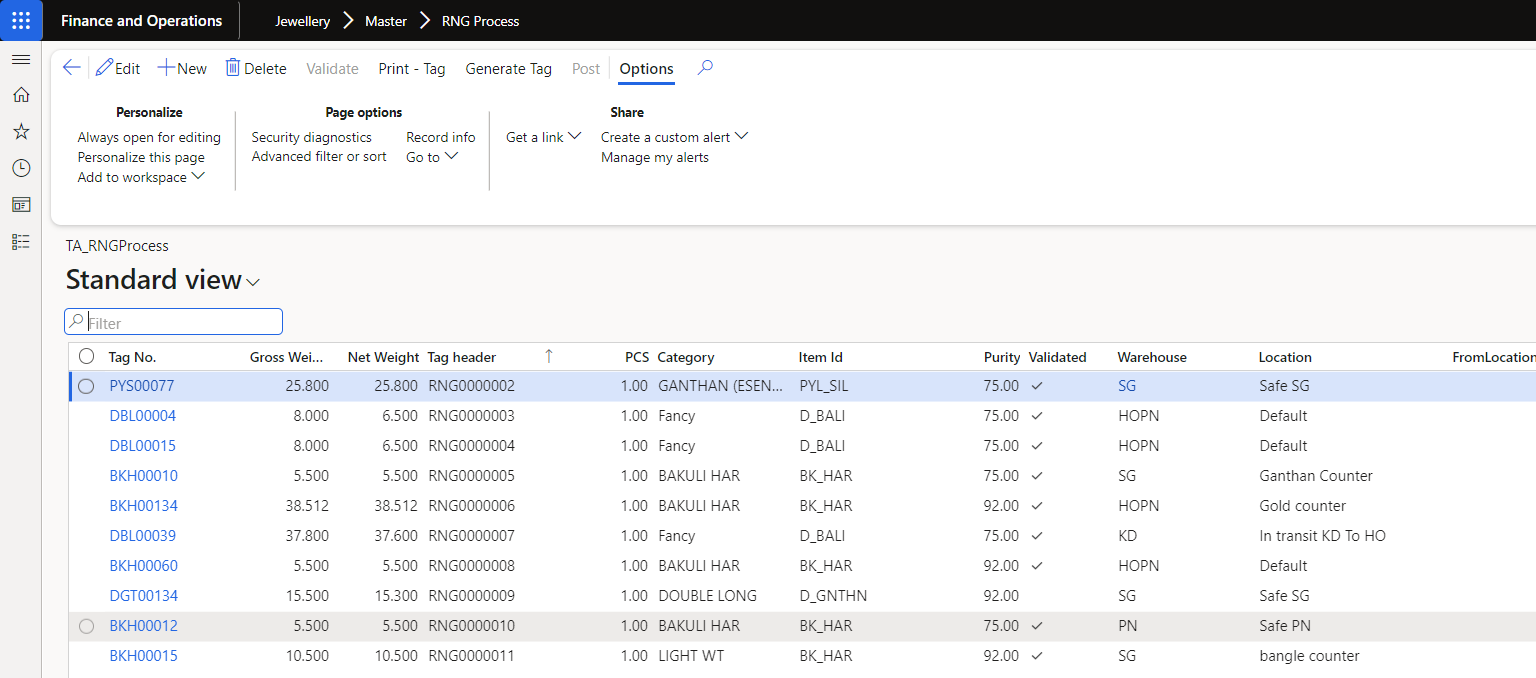 Finance and Operations Jewellery Master RNG Process
Edit New Delete Validate Print - Tag Generate Tag Post Options
Personalize Page options Share
Always open for editing Security diagnostics Record info Get a link Create a custom alert
Personalize this page Advanced filter or sort Go to Manage my alerts
Add to workspace
TA_RNGProcess
Standard view
Filter
Tag No. Gross Wei... Net Weight Tag header PCS Category Item Id Purity Validated Warehouse Location FromLocation
PYS00077 25.800 25.800 RNG0000002 1.00 GANTHAN (ESEN... PYL_SIL 75.00 SG Safe SG
DBL00004 8.000 6.500 RNG0000003 1.00 Fancy D_BALI 75.00 HOPN Default
DBL00015 8.000 6.500 RNG0000004 1.00 Fancy D_BALI 75.00 HOPN Default
BKH00010 5.500 5.500 RNG0000005 1.00 BAKULI HAR BK_HAR 75.00 SG Ganthan Counter
BKH00134 38.512 38.512 RNG0000006 1.00 BAKULI HAR BK_HAR 92.00 HOPN Gold counter
DBL00039 37.800 37.600 RNG0000007 1.00 Fancy D_BALI 75.00 KD In transit KD To HO
BKH00060 5.500 5.500 RNG0000008 1.00 BAKULI HAR BK_HAR 92.00 HOPN Default
DGT00134 15.500 15.300 RNG0000009 1.00 DOUBLE LONG D_GNTHN 92.00 SG Safe SG
BKH00012 5.500 5.500 RNG0000010 1.00 BAKULI HAR BK_HAR 75.00 PN Safe PN
BKH00015 10.500 10.500 RNG0000011 1.00 LIGHT WT BK_HAR 92.00 SG bangle counter